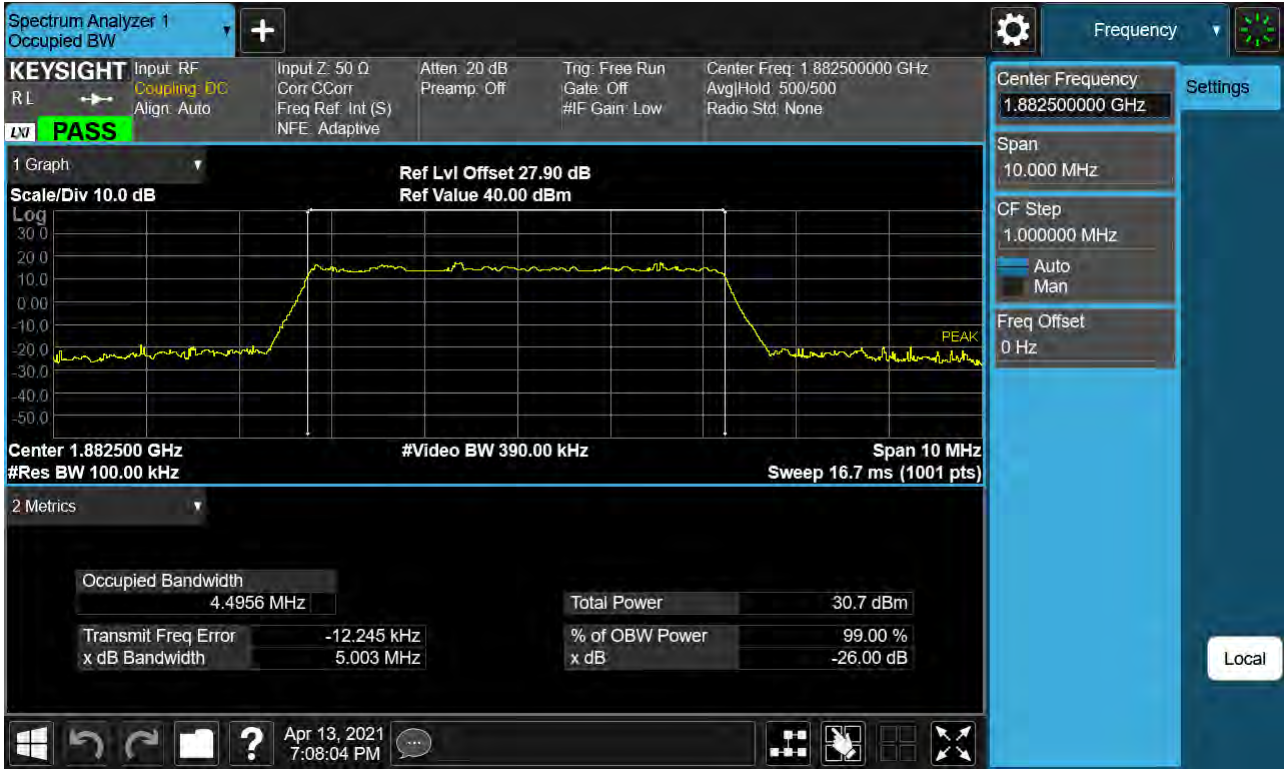 Spectrum Analyzer 1
Occupied BW
Frequency
KEYSIGHT
R L
LXI
PASS
Input: RF
Coupling: DC
Align: Auto
Input Z: 50 Ω
Corr CCorr
Freq Ref: Int (S)
NFE: Adaptive
Atten: 20 dB
Preamp: Off
Trig: Free Run
Gate: Off
#IF Gain: Low
Center Freq: 1.882500000 GHz
Avg|Hold: 500/500
Radio Std: None
1 Graph
Scale/Div 10.0 dB
Ref Lvl Offset 27.90 dB
Ref Value 40.00 dBm
Log
30.0
20.0
10.0
0.00
-10.0
-20.0
-30.0
-40.0
-50.0
PEAK
Center 1.882500 GHz
#Video BW 390.00 kHz
Span 10 MHz
#Res BW 100.00 kHz
Sweep 16.7 ms (1001 pts)
2 Metrics
Occupied Bandwidth
4.4956 MHz
Total Power 30.7 dBm
Transmit Freq Error -12.245 kHz
% of OBW Power 99.00 %
x dB Bandwidth 5.003 MHz
x dB -26.00 dB
Center Frequency
1.882500000 GHz
Settings
Span
10.000 MHz
CF Step
1.000000 MHz
Auto
Man
Freq Offset
0 Hz
Local
?
Apr 13, 2021
7:08:04 PM